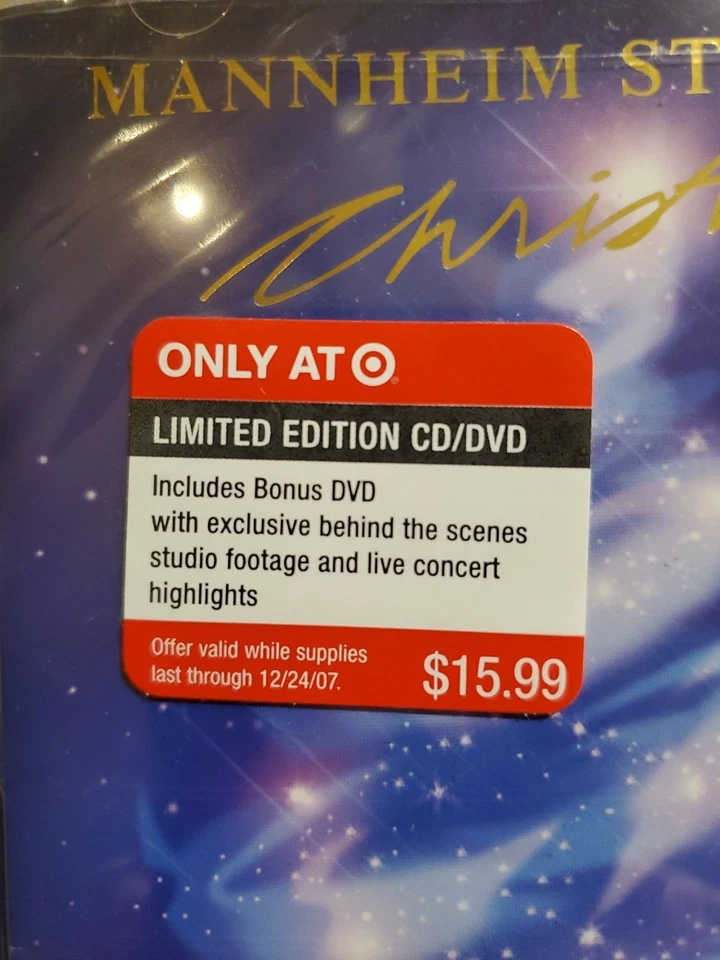 MANNHEIM ST
Christ
ONLY AT
LIMITED EDITION CD/DVD
Includes Bonus DVD
with exclusive behind the scenes
studio footage and live concert
highlights
Offer valid while supplies
last through 12/24/07.
$15.99